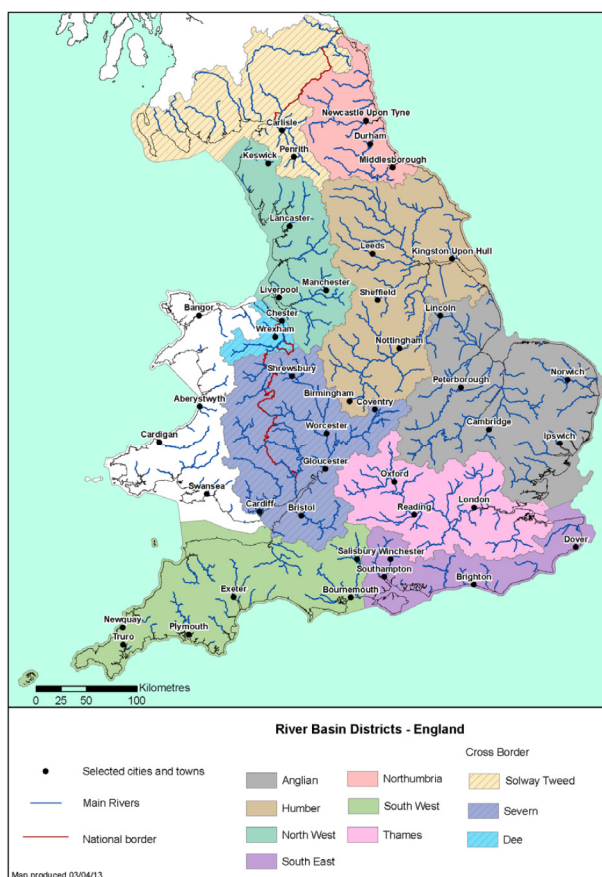 Newcastle Upon Tyne
Carlisle
Durham
Penrith
Keswick
Middlesborough
Lancaster
Leeds
Kingston Upon Hull
Manchester
Liverpool
Sheffield
Bangor
Chester
Lincoln
Wrexham
Nottingham
Shrewsbury
Norwich
Peterborough
Birmingham
Aberystwyth
Coventry
Cambridge
Worcester
Cardigan
Ipswich
Gloucester
Oxford
Swansea
London
Cardiff
Bristol
Reading
Dover
Salisbury
Winchester
Southampton
Brighton
Exeter
Bournemouth
Newquay
Plymouth
Truro
Kilometres
0 25 50 100
River Basin Districts - England
Cross Border
Selected cities and towns
Main Rivers
National border
Anglian
Humber
North West
South East
Northumbria
South West
Thames
Solway Tweed
Severn
Dee
Map produced 03/04/13